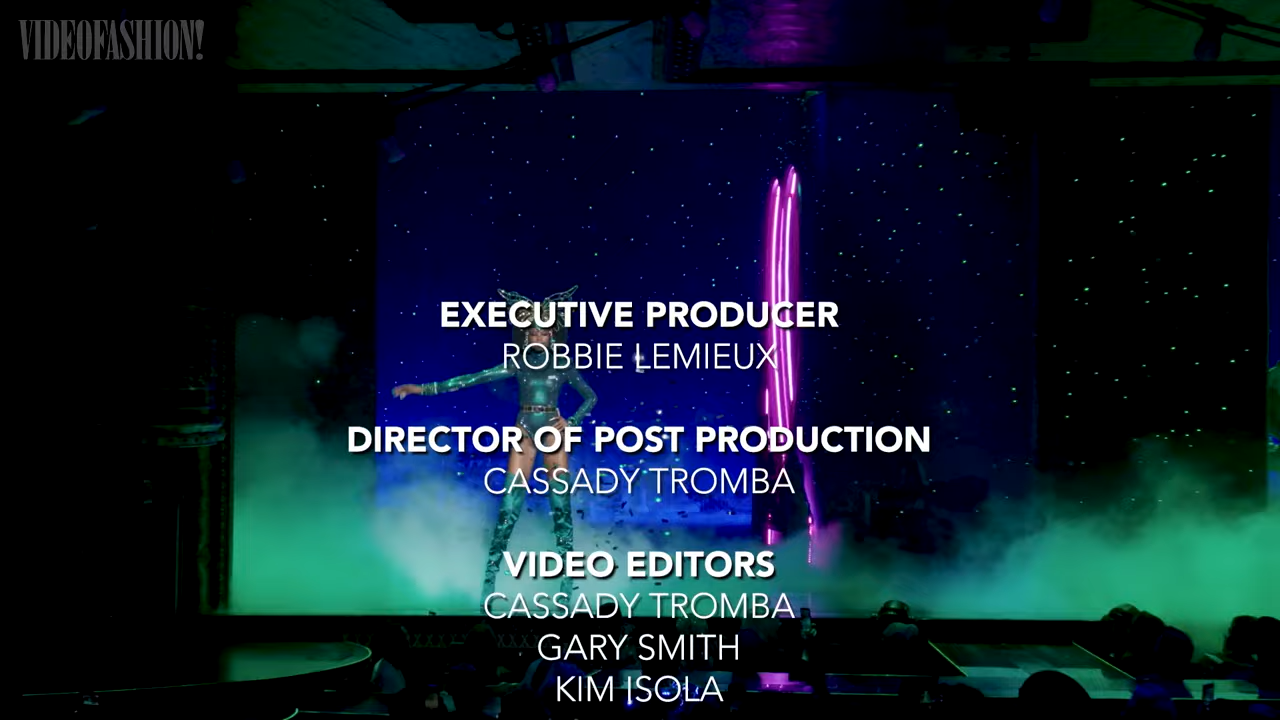 VIDEOFASHION!
EXECUTIVE PRODUCER
ROBBIE LEMIEUX
DIRECTOR OF POST PRODUCTION
CASSADY TROMBA
VIDEO EDITORS
CASSADY TROMBA
GARY SMITH
KIM ISOLA